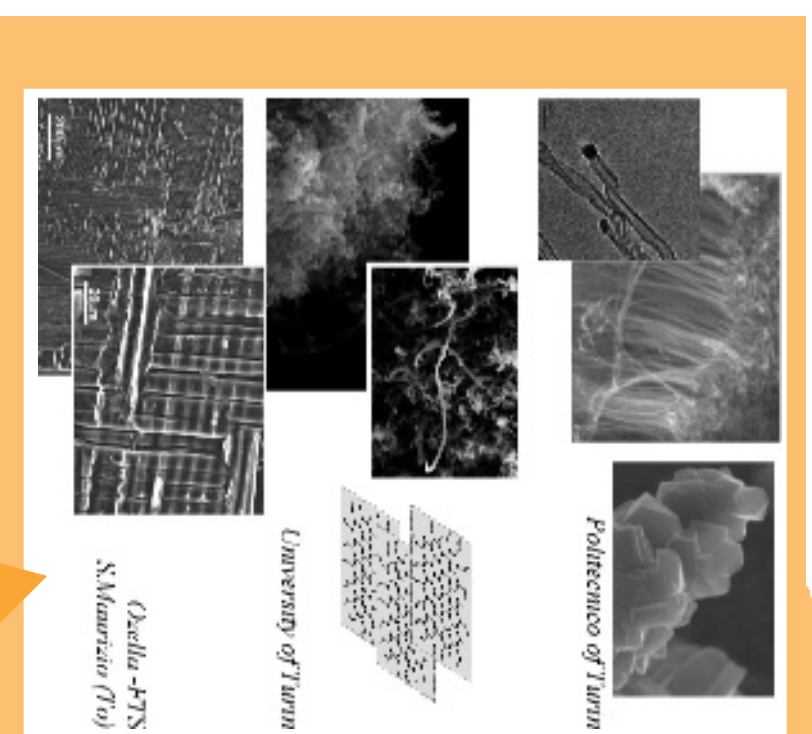 Ozella -FTS
S.Maurizio (To)
University of Turin
Politecnico of Turin